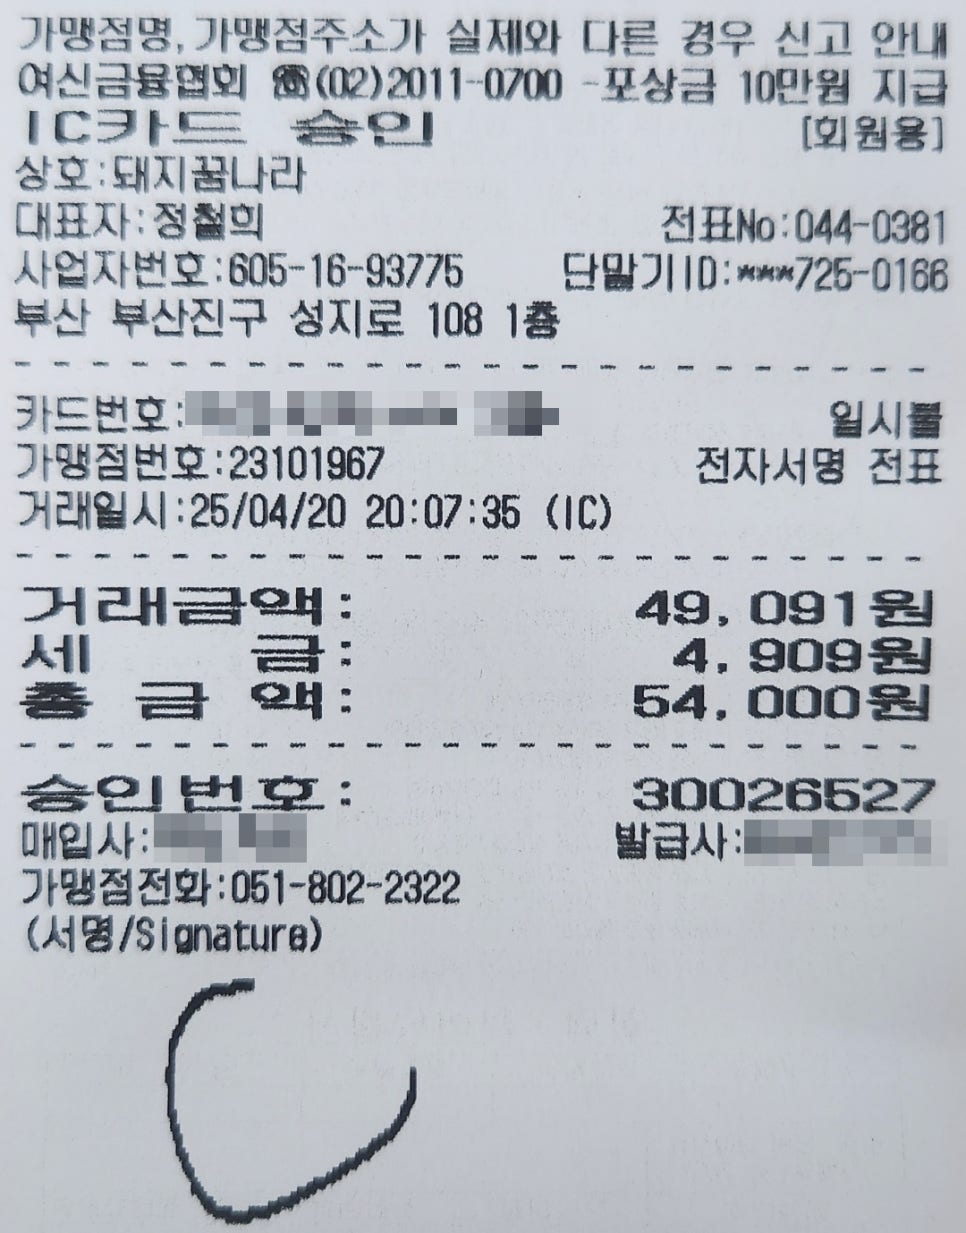 가맹점명,가맹점주소가 실제와 다른 경우 신고 안내
여신금융협회 ☎(02)2011-0700 -포상금 10만원 지급
IC카드 승인 [회원용]
상호:돼지꿈나라
대표자:정철희 전표No:044-0381
사업자번호:605-16-93775 단말기ID:***725-0166
부산 부산진구 성지로 108 1층
카드번호: 일시불
가맹점번호:23101967 전자서명 전표
거래일시:25/04/20 20:07:35 (IC)
거래금액: 49,091원
세 금: 4,909원
총 금 액: 54,000원
승인번호: 30026527
매입사: 발급사:
가맹점전화:051-802-2322
(서명/Signature)